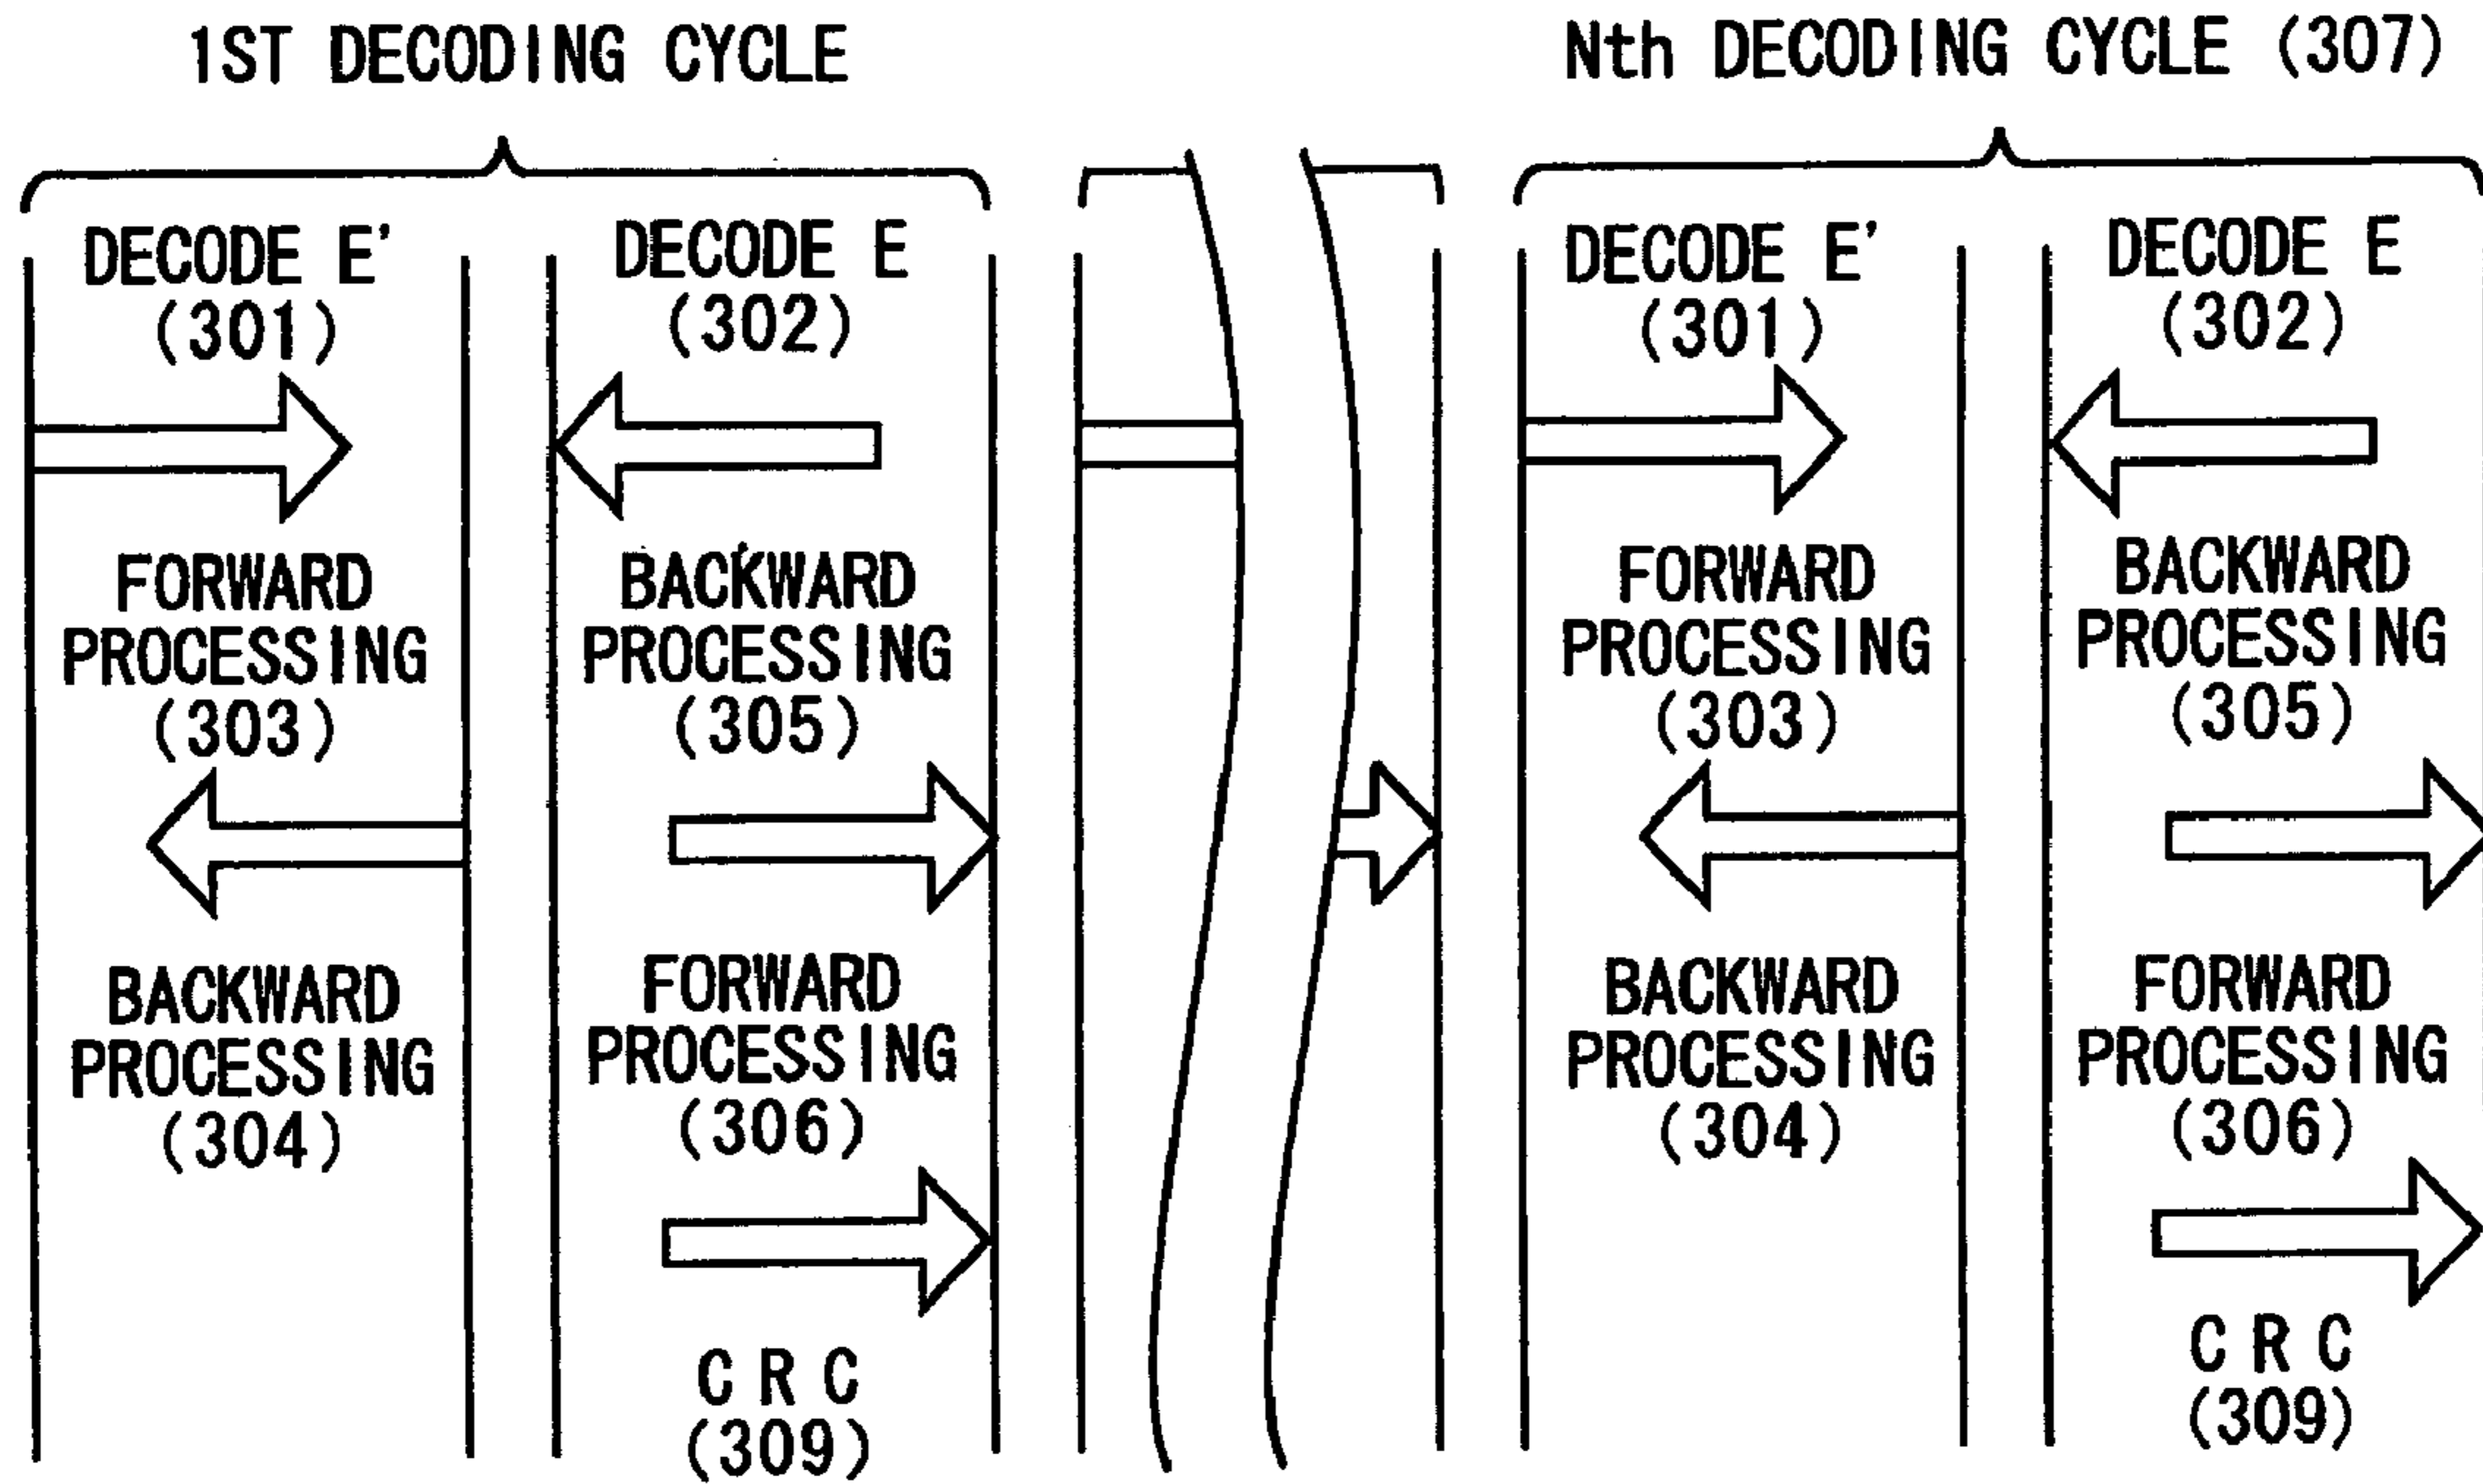 1ST DECODING CYCLE
DECODE E'
(301)
FORWARD
PROCESSING
(303)
BACKWARD
PROCESSING
(304)
DECODE E
(302)
BACKWARD
PROCESSING
(305)
FORWARD
PROCESSING
(306)
C R C
(309)
Nth DECODING CYCLE (307)
DECODE E'
(301)
FORWARD
PROCESSING
(303)
BACKWARD
PROCESSING
(304)
DECODE E
(302)
BACKWARD
PROCESSING
(305)
FORWARD
PROCESSING
(306)
C R C
(309)